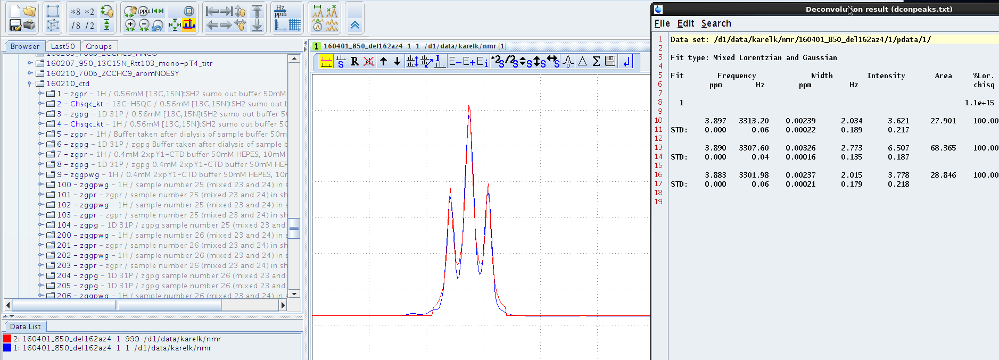 *8 *2
/8 /2
ppm
Hz
ppm
Browser Last50 Groups
160207_950_13C15N_Rtt103_mono-pT4_titr
160210_700b_ZCCHC9_aromNOESY
160210_ctd
1 - zgpr - 1H / 0.56mM [13C,15N]tSH2 sumo out buffer 50mM
2 - Chsqc_kt - 13C-HSQC / 0.56mM [13C,15N]tSH2 sumo out b
3 - zgpg - 1D 31P / 0.56mM [13C,15N]tSH2 sumo out buffer 50
4 - Chsqc_kt - 1H / 0.56mM [13C,15N]tSH2 sumo out buffer 50
5 - zgpr - 1H / Buffer taken after dialysis of sample buffer 50m
6 - zgpg - 1D 31P / zgpg Buffer taken after dialysis of sample b
7 - zgpr - 1H / 0.4mM 2xpY1-CTD buffer 50mM HEPES, 10mM
8 - zgpg - 1D 31P / zgpg 0.4mM 2xpY1-CTD buffer 50mM HEP
9 - zggpwg - 1H / 0.4mM 2xpY1-CTD buffer 50mM HEPES, 10r
100 - zggpwg - 1H / sample number 25 (mixed 23 and 24) in s
101 - zgpr - zgpr / sample number 25 (mixed 23 and 24) in sh
102 - zggpwg - 1H / sample number 25 (mixed 23 and 24) in s
103 - zgpr - zgpr / sample number 25 (mixed 23 and 24) in sh
104 - zgpg - 1D 31P / zgpg sample number 25 (mixed 23 and
200 - zggpwg - 1H / sample number 26 (mixed 23 and 24) in s
201 - zgpr - zgpr / sample number 26 (mixed 23 and 24) in sh
202 - zggpwg - 1H / sample number 26 (mixed 23 and 24) in s
203 - zgpr - zgpr / sample number 26 (mixed 23 and 24) in sh
204 - zgpg - 1D 31P / zgpg sample number 26 (mixed 23 and
205 - zgpg - 1D 31P / zgpg sample number 26 (mixed 23 and
206 - zggpwg - 1H / sample number 26 (mixed 23 and 24) in s
Data List
2: 160401_850_del162az4 1 999 /d1/data/karelk/nmr
1: 160401_850_del162az4 1 1 /d1/data/karelk/nmr
1 160401_850_del162az4 1 1 /d1/data/karelk/nmr [1]
S R E- E+ Ei *2S /2S S S S Δ Σ
Deconvolution result (dconpeaks.txt)
File Edit Search
1 Data set: /d1/data/karelk/nmr/160401_850_del162az4/1/pdata/1/
2
3 Fit type: Mixed Lorentzian and Gaussian
4
5 Fit Frequency Width Intensity Area %Lor.
6 ppm Hz ppm Hz chisq
7
8 1 1.1e+15
9
10 3.897 3313.20 0.00239 2.034 3.621 27.901 100.00
11 STD: 0.000 0.06 0.00022 0.189 0.217
12
13 3.890 3307.60 0.00326 2.773 6.507 68.365 100.00
14 STD: 0.000 0.04 0.00016 0.135 0.187
15
16 3.883 3301.98 0.00237 2.015 3.778 28.846 100.00
17 STD: 0.000 0.06 0.00021 0.179 0.218
18
19